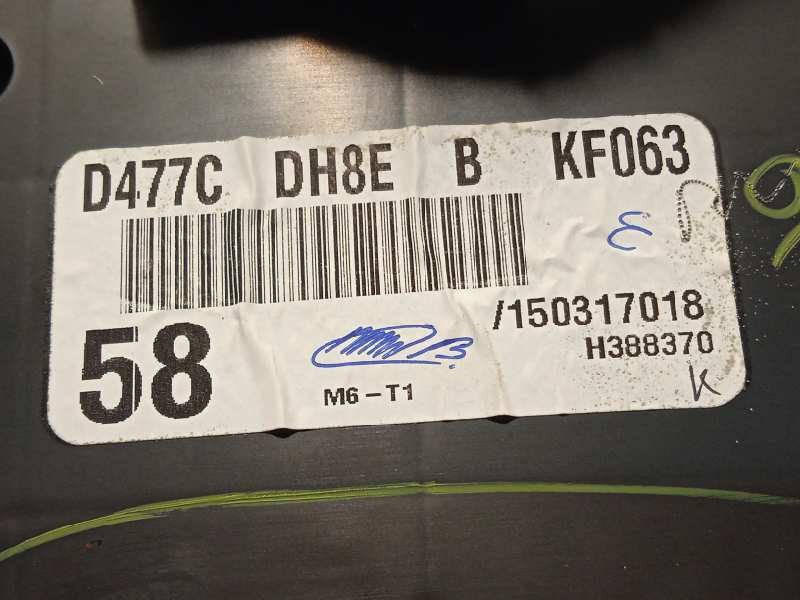 D477C DH8E B KF063
ε
/150317018
58
H388370
M6-T1
K